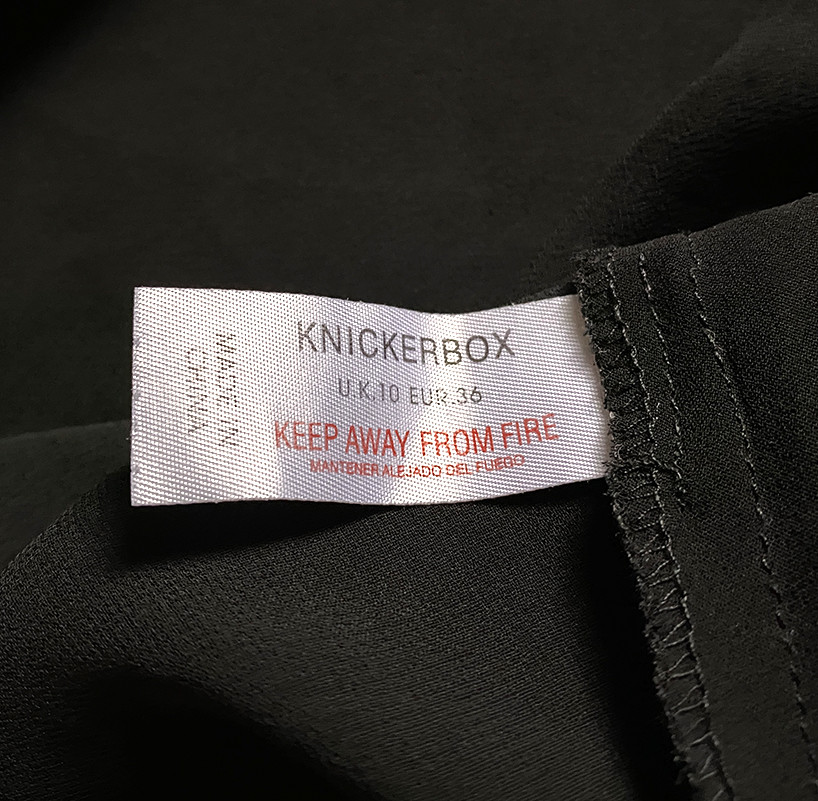 KNICKERBOX
U.K.10 EUR.36
KEEP AWAY FROM FIRE
MANTENER ALEJADO DEL FUEGO
MADE IN
CHINA